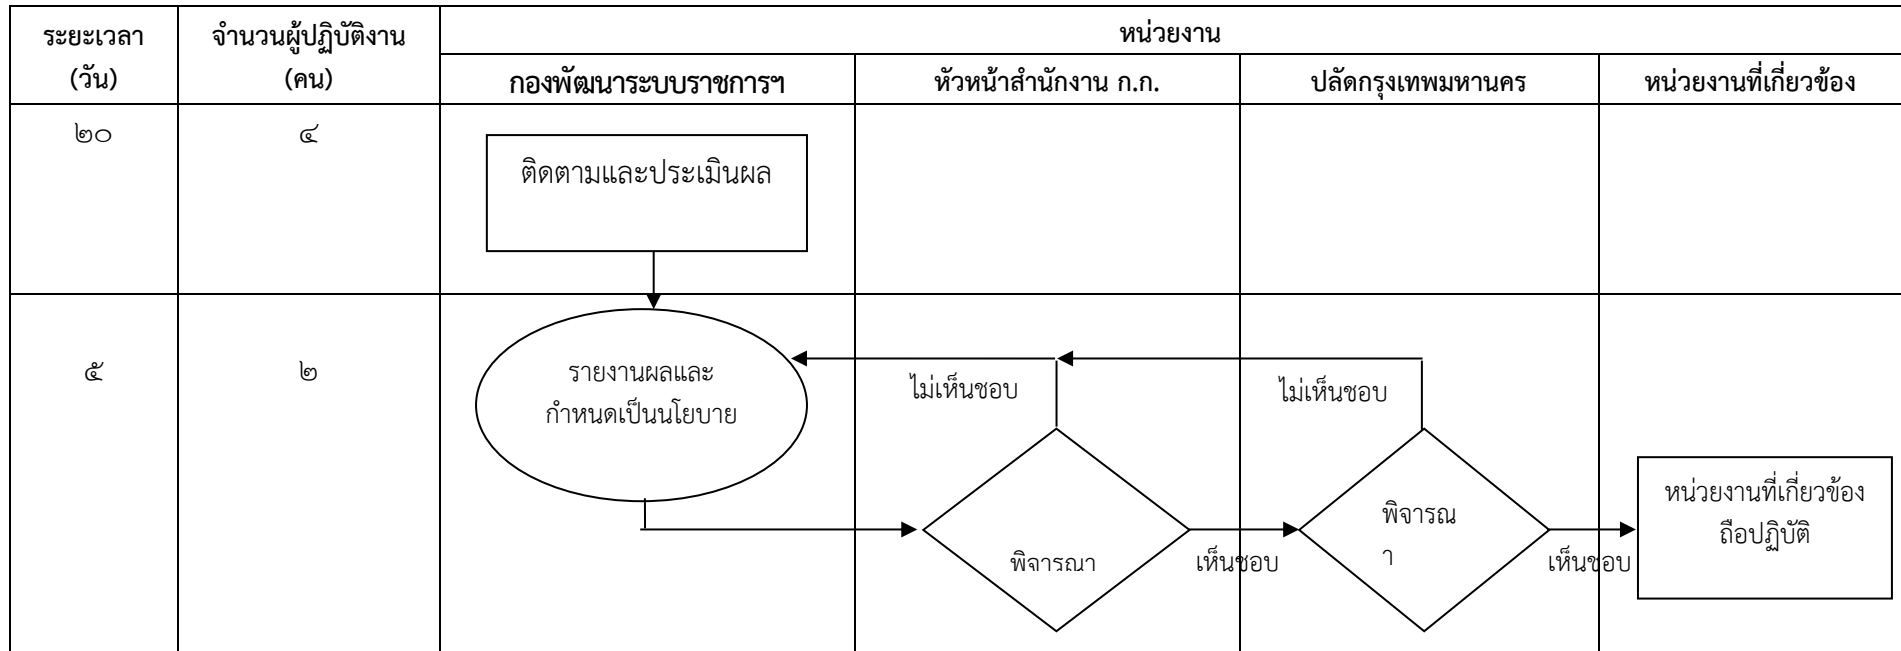 ระยะเวลา
(วัน)
จำนวนผู้ปฏิบัติงาน
(คน)
หน่วยงาน
กองพัฒนาระบบราชการฯ
หัวหน้าสำนักงาน ก.ก.
ปลัดกรุงเทพมหานคร
หน่วยงานที่เกี่ยวข้อง
๒๐
๔
ติดตามและประเมินผล
๕
๒
รายงานผลและ
กำหนดเป็นนโยบาย
ไม่เห็นชอบ
ไม่เห็นชอบ
พิจารณา
เห็นชอบ
พิจารณ
า
เห็นชอบ
หน่วยงานที่เกี่ยวข้อง
ถือปฏิบัติ